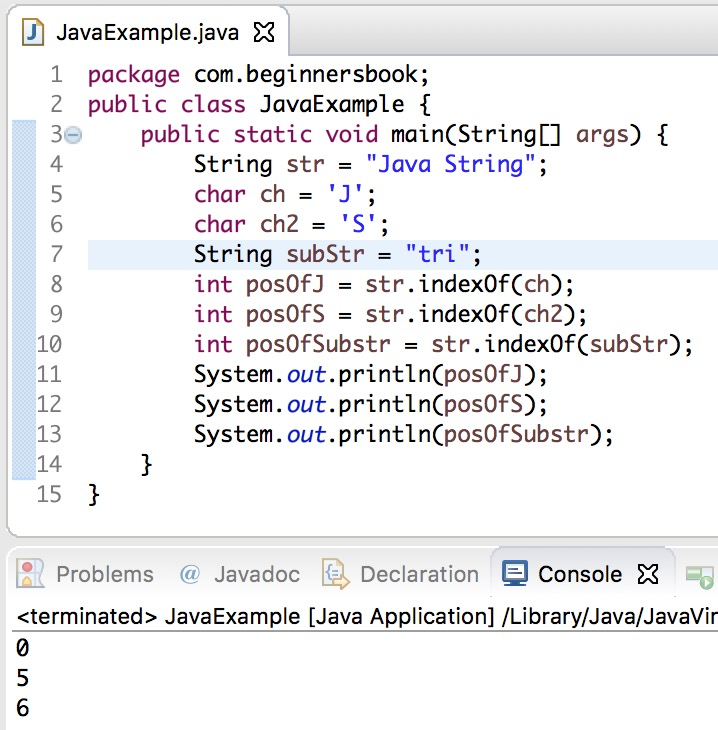 JavaExample.java
1 package com.beginnersbook;
2 public class JavaExample {
3 public static void main(String[] args) {
4 String str = "Java String";
5 char ch = 'J';
6 char ch2 = 'S';
7 String subStr = "tri";
8 int posOfJ = str.indexOf(ch);
9 int posOfS = str.indexOf(ch2);
10 int posOfSubstr = str.indexOf(subStr);
11 System.out.println(posOfJ);
12 System.out.println(posOfS);
13 System.out.println(posOfSubstr);
14 }
15 }
Problems @ Javadoc Declaration Console
<terminated> JavaExample [Java Application] /Library/Java/JavaVir
0
5
6